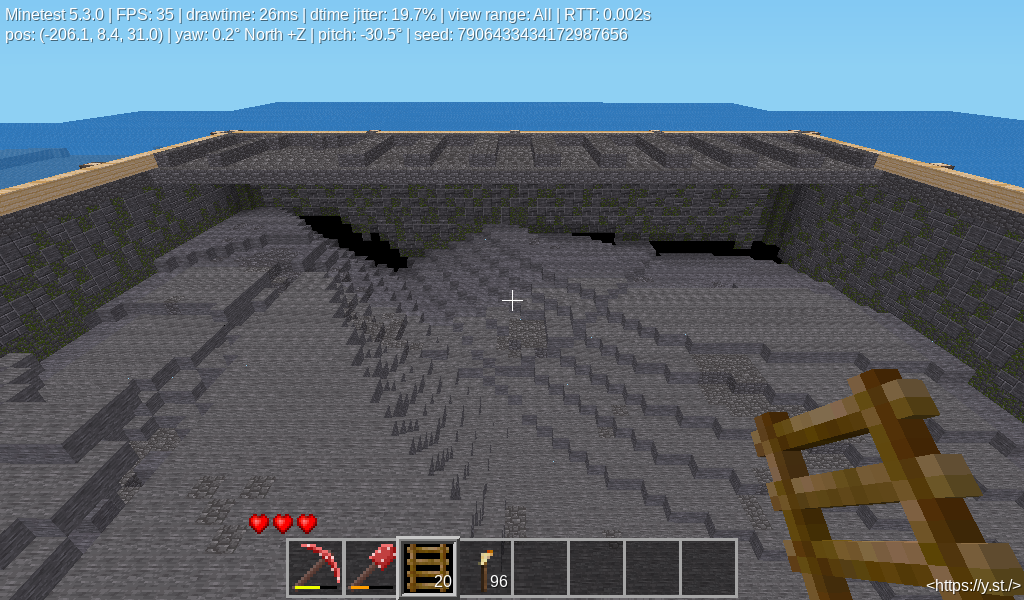 Minetest 5.3.0 | FPS: 35 | drawtime: 26ms | dtime jitter: 19.7% | view range: All | RTT: 0.002s
pos: (-206.1, 8.4, 31.0) | yaw: 0.2° North +Z | pitch: -30.5° | seed: 7906433434172987656
20 96
<https://y.st./>